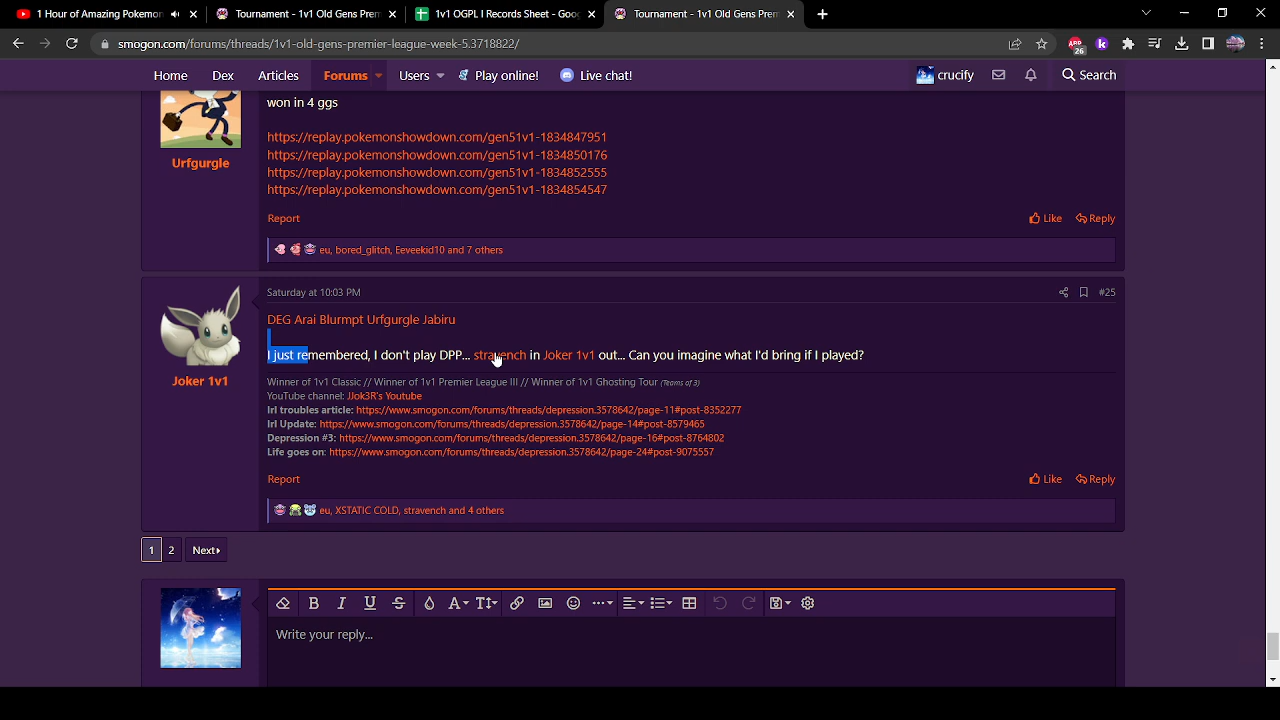 1 Hour of Amazing Pokemon
Tournament - 1v1 Old Gens Prem
1v1 OGPL I Records Sheet - Goog
Tournament - 1v1 Old Gens Prem
smogon.com/forums/threads/1v1-old-gens-premier-league-week-5.3718822/
ABP
26
k
Home Dex Articles Forums Users Play online! Live chat! crucify Search
won in 4 ggs
Urfgurgle
https://replay.pokemonshowdown.com/gen51v1-1834847951
https://replay.pokemonshowdown.com/gen51v1-1834850176
https://replay.pokemonshowdown.com/gen51v1-1834852555
https://replay.pokemonshowdown.com/gen51v1-1834854547
Report Like Reply
eu, bored_glitch, Eeveekid10 and 7 others
Saturday at 10:03 PM #25
DEG Arai Blurmpt Urfgurgle Jabiru
I just remembered, I don't play DPP... stravench in Joker 1v1 out... Can you imagine what I'd bring if I played?
Joker 1v1
Winner of 1v1 Classic // Winner of 1v1 Premier League III // Winner of 1v1 Ghosting Tour (Teams of 3)
YouTube channel: JJok3R's Youtube
Irl troubles article: https://www.smogon.com/forums/threads/depression.3578642/page-11#post-8352277
Irl Update: https://www.smogon.com/forums/threads/depression.3578642/page-14#post-8579465
Depression #3: https://www.smogon.com/forums/threads/depression.3578642/page-16#post-8764802
Life goes on: https://www.smogon.com/forums/threads/depression.3578642/page-24#post-9075557
Report Like Reply
eu, XSTATIC COLD, stravench and 4 others
1 2 Next
Write your reply...